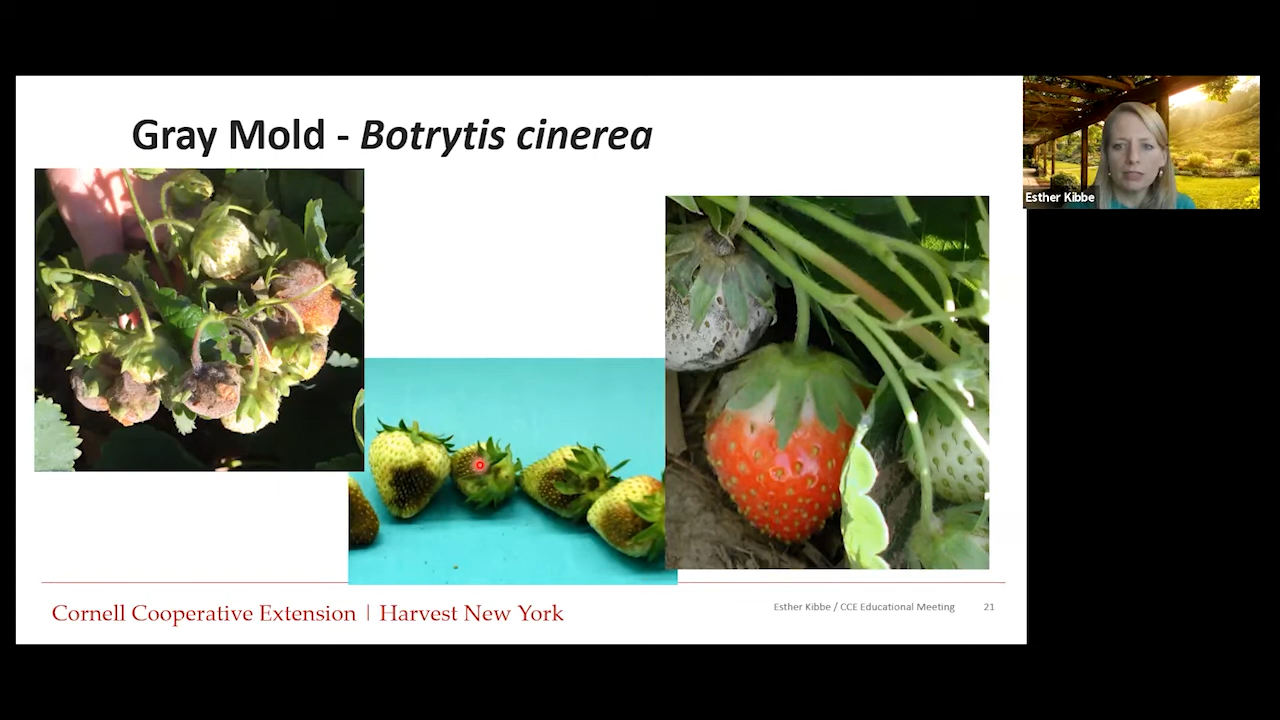 Gray Mold - Botrytis cinerea
Esther Kibbe
Cornell Cooperative Extension | Harvest New York
Esther Kibbe / CCE Educational Meeting 21